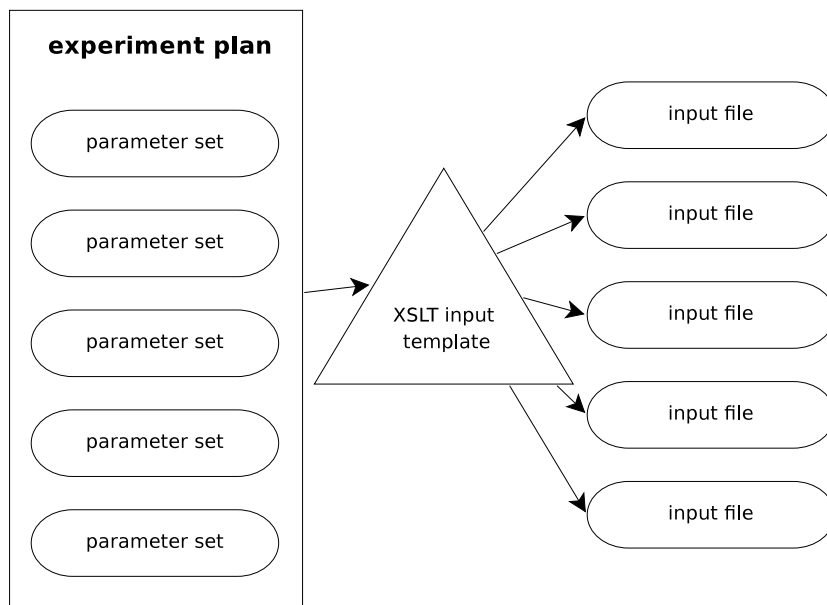 experiment plan
parameter set
parameter set
parameter set
parameter set
parameter set
XSLT input
template
input file
input file
input file
input file
input file